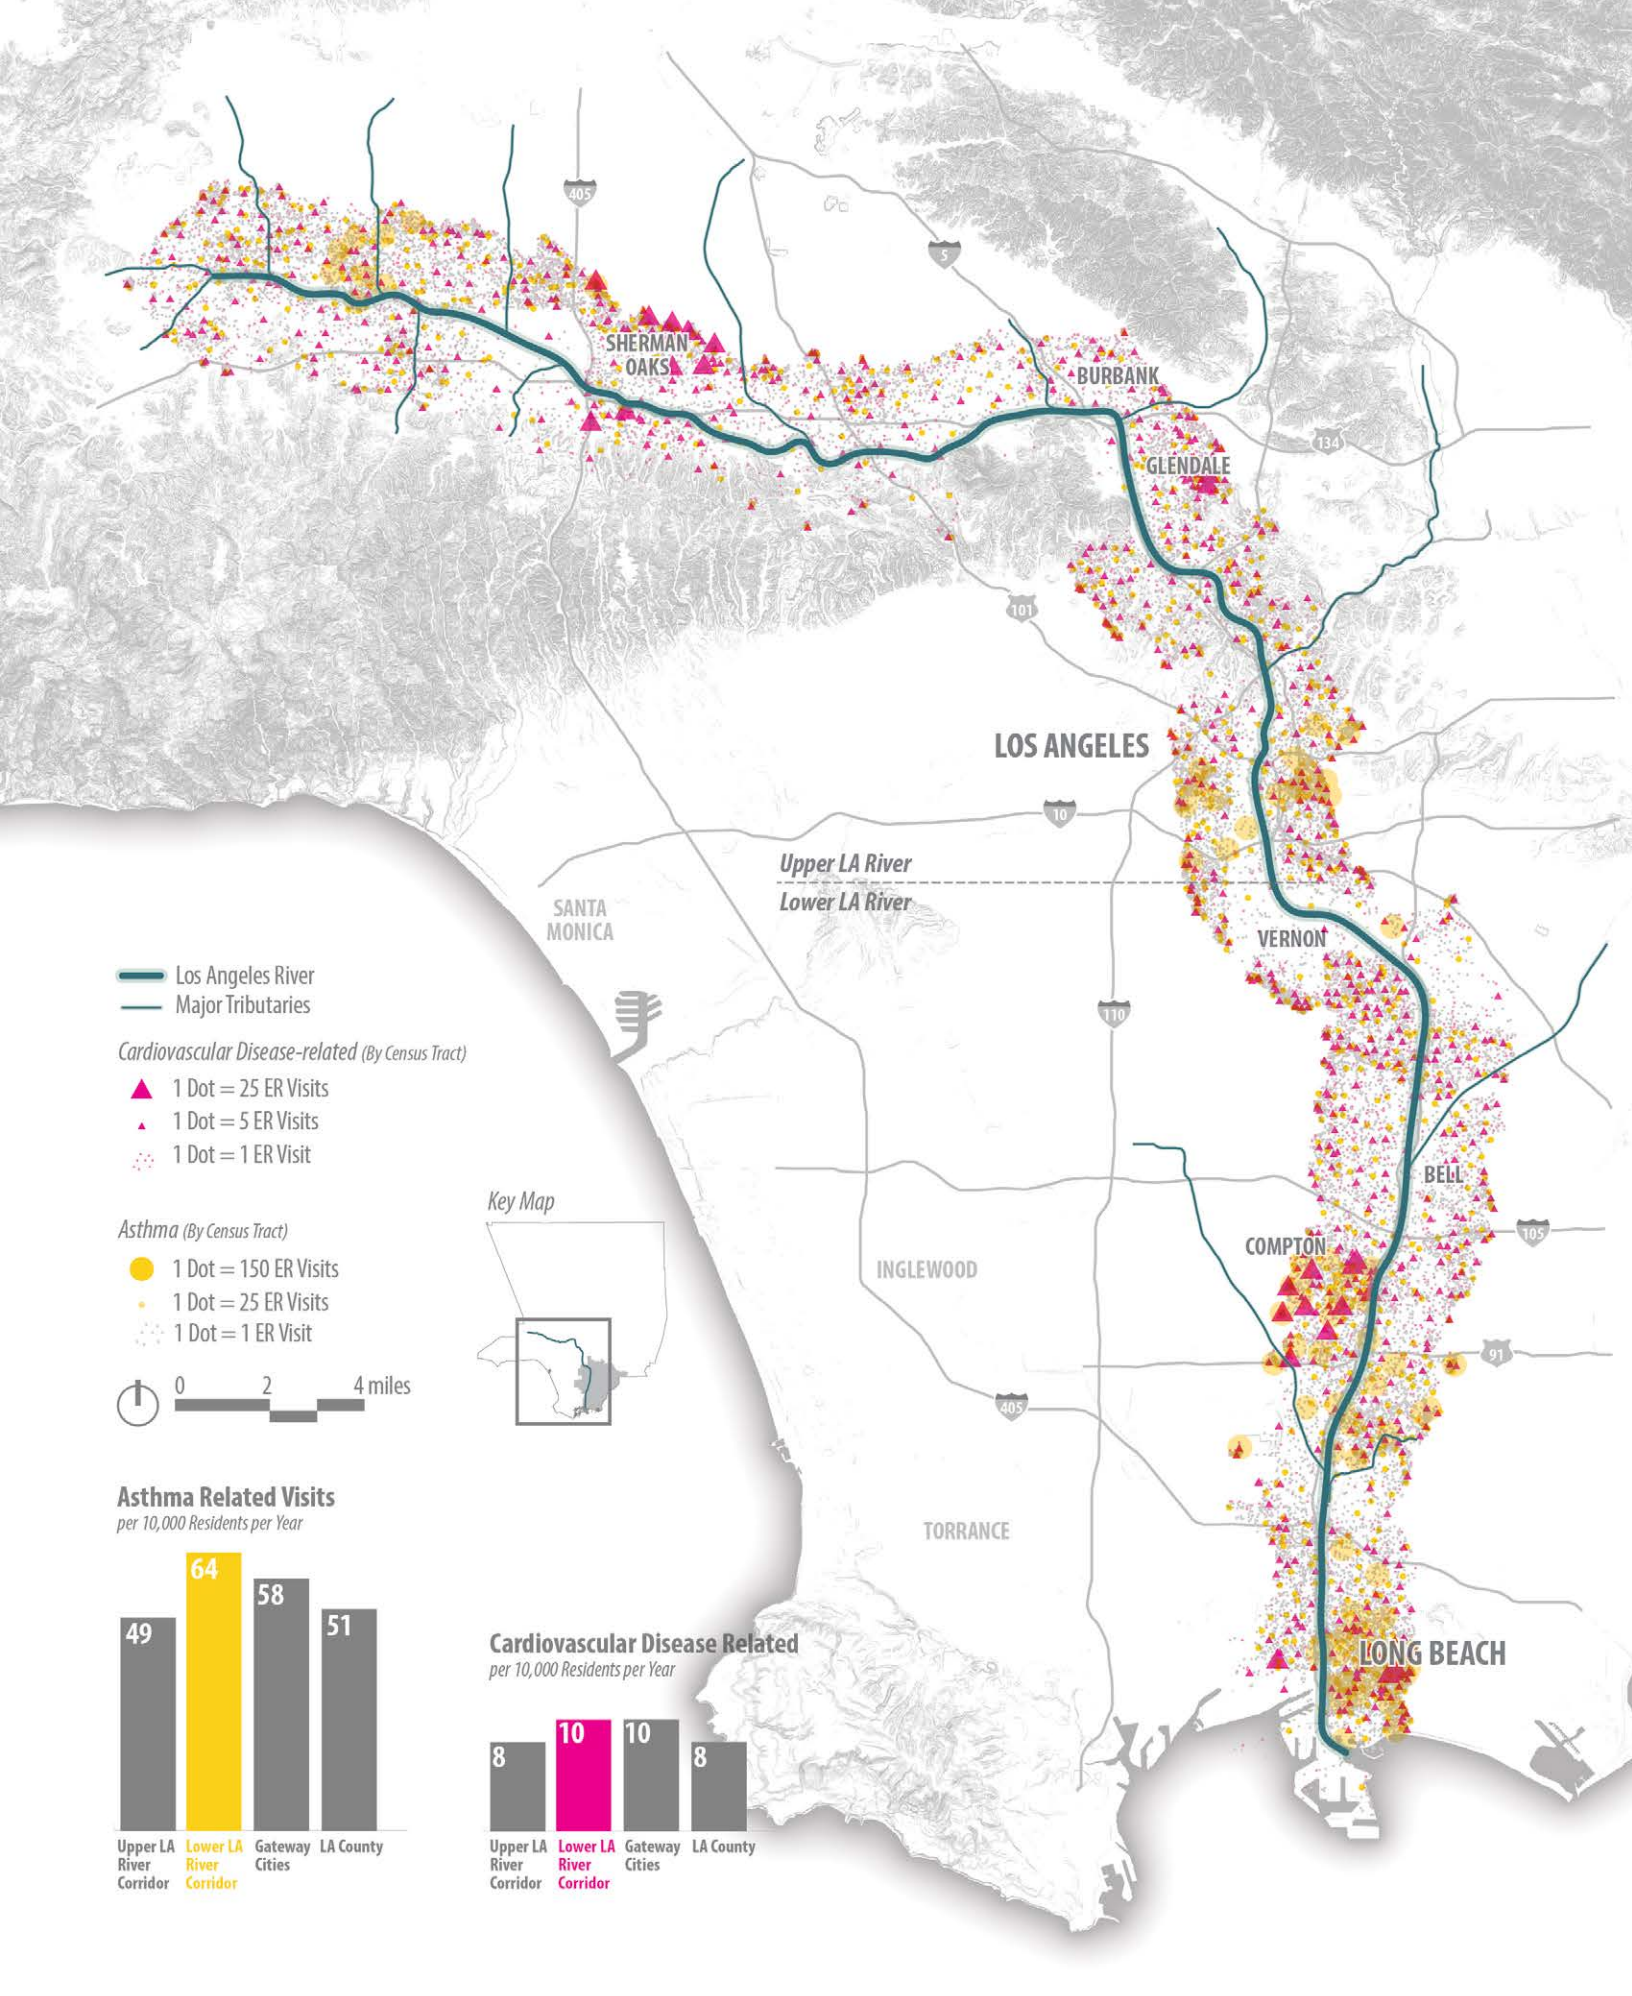 405
5
SHERMAN
OAKS
BURBANK
134
GLENDALE
101
LOS ANGELES
10
Upper LA River
Lower LA River
SANTA
MONICA
VERNON
110
Los Angeles River
Major Tributaries
Cardiovascular Disease-related (By Census Tract)
1 Dot = 25 ER Visits
1 Dot = 5 ER Visits
1 Dot = 1 ER Visit
Asthma (By Census Tract)
1 Dot = 150 ER Visits
1 Dot = 25 ER Visits
1 Dot = 1 ER Visit
0 2 4 miles
Key Map
BELL
105
COMPTON
INGLEWOOD
91
405
TORRANCE
LONG BEACH
Asthma Related Visits
per 10,000 Residents per Year
49
64
58
51
Upper LA
River
Corridor
Lower LA
River
Corridor
Gateway
Cities
LA County
Cardiovascular Disease Related
per 10,000 Residents per Year
8
10
10
8
Upper LA
River
Corridor
Lower LA
River
Corridor
Gateway
Cities
LA County